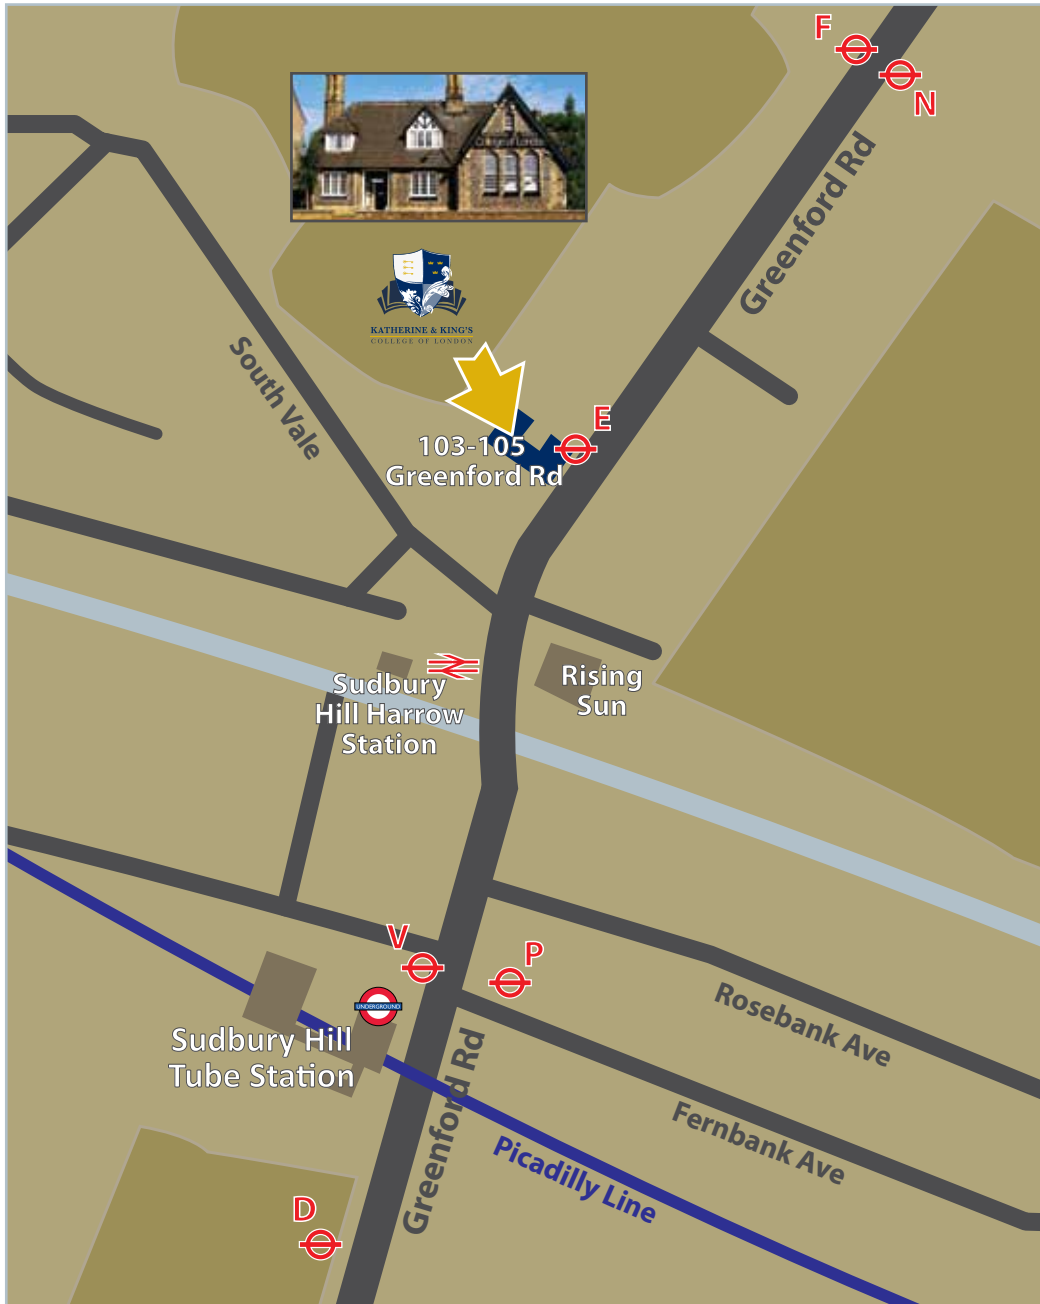 F
N
Greenford Rd
KATHERINE & KING'S
COLLEGE OF LONDON
South Vale
E
103-105
Greenford Rd
Rising
Sun
Sudbury
Hill Harrow
Station
V
P
UNDERGROUND
Rosebank Ave
Sudbury Hill
Tube Station
Greenford Rd
Fernbank Ave
Picadilly Line
D